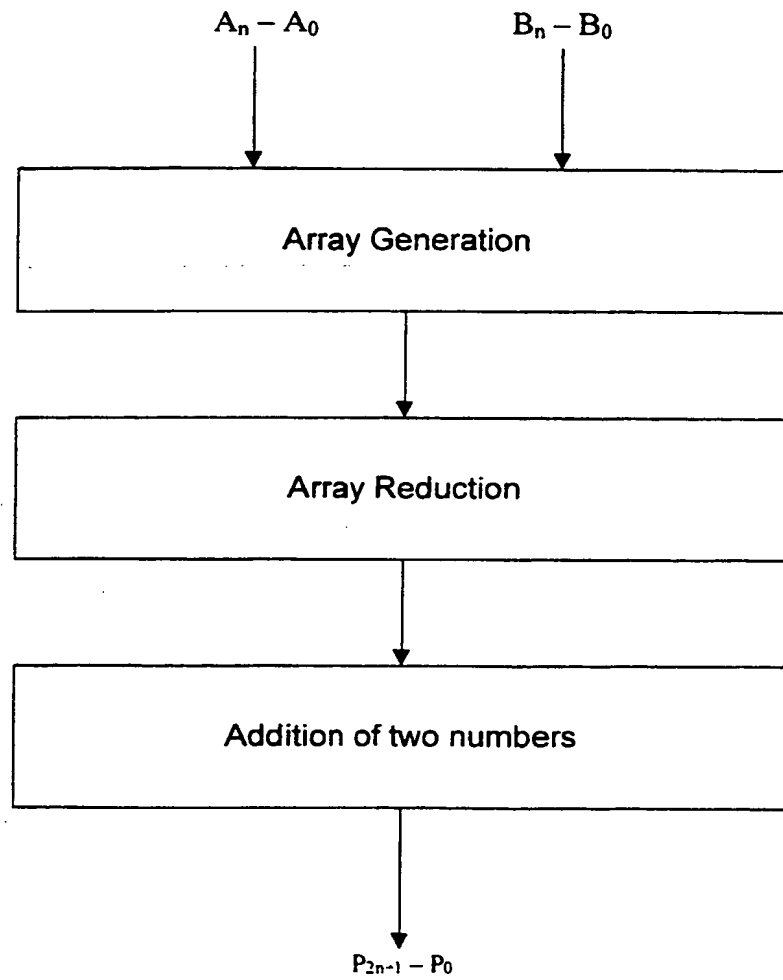 Aₙ – A₀ Bₙ – B₀
Array Generation
Array Reduction
Addition of two numbers
P₂ₙ₊₁ – P₀